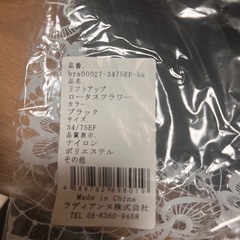 品番
bra00027-3475EF-bk
品名
リフトアップ
ロータスフラワー
カラー
ブラック
サイズ
34/75EF
品質表示
ナイロン
ポリエステル
その他
Made in China
ラディアンス株式会社
TEL 06-6360-9468